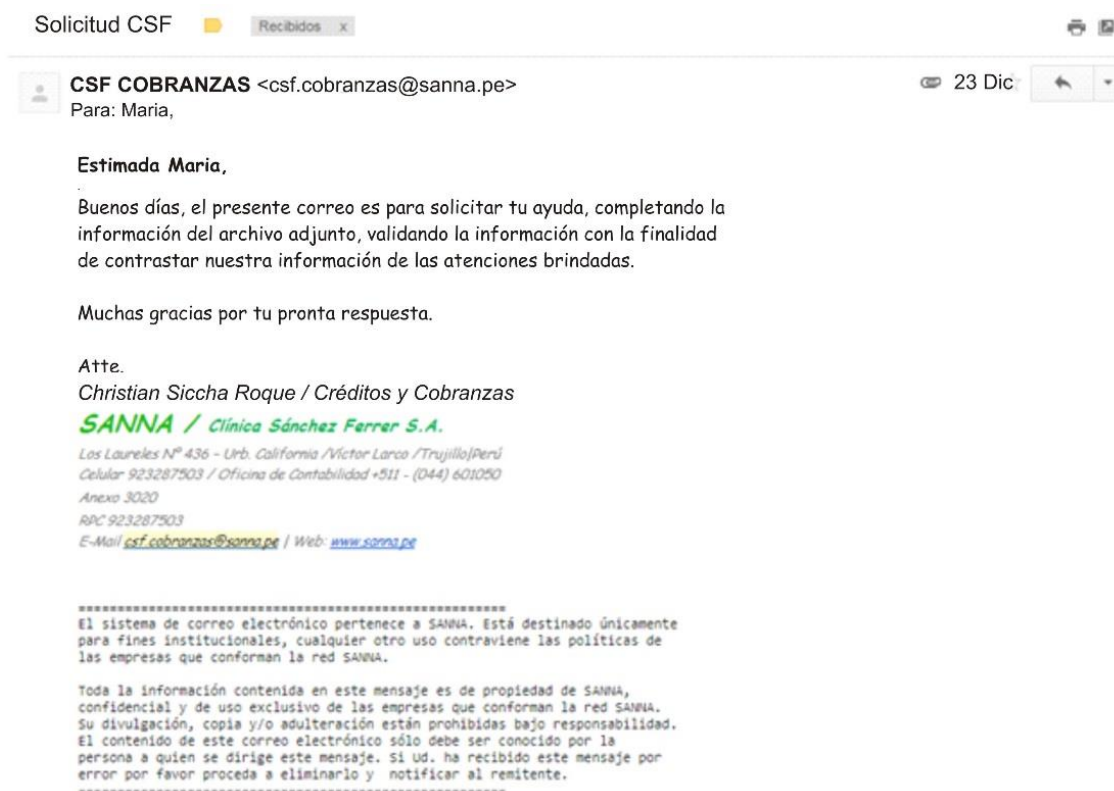 Solicitud CSF Recibidos x
CSF COBRANZAS <csf.cobranzas@sanna.pe> 23 Dic
Para: Maria,
Estimada Maria,
.
Buenos días, el presente correo es para solicitar tu ayuda, completando la
información del archivo adjunto, validando la información con la finalidad
de contrastar nuestra información de las atenciones brindadas.
Muchas gracias por tu pronta respuesta.
Atte.
Christian Siccha Roque / Créditos y Cobranzas
SANNA / Clínica Sánchez Ferrer S.A.
Los Laureles Nº 436 - Urb. California /Víctor Larco /Trujillo|Perú
Celular 923287503 / Oficina de Contabilidad +511 - (044) 601050
Anexo 3020
RPC 923287503
E-Mail csf.cobranzas@sanna.pe | Web: www.sanna.pe
=======================================================
El sistema de correo electrónico pertenece a SANNA. Está destinado únicamente
para fines institucionales, cualquier otro uso contraviene las políticas de
las empresas que conforman la red SANNA.
Toda la información contenida en este mensaje es de propiedad de SANNA,
confidencial y de uso exclusivo de las empresas que conforman la red SANNA.
Su divulgación, copia y/o adulteración están prohibidas bajo responsabilidad.
El contenido de este correo electrónico sólo debe ser conocido por la
persona a quien se dirige este mensaje. Si Ud. ha recibido este mensaje por
error por favor proceda a eliminarlo y notificar al remitente.
=======================================================